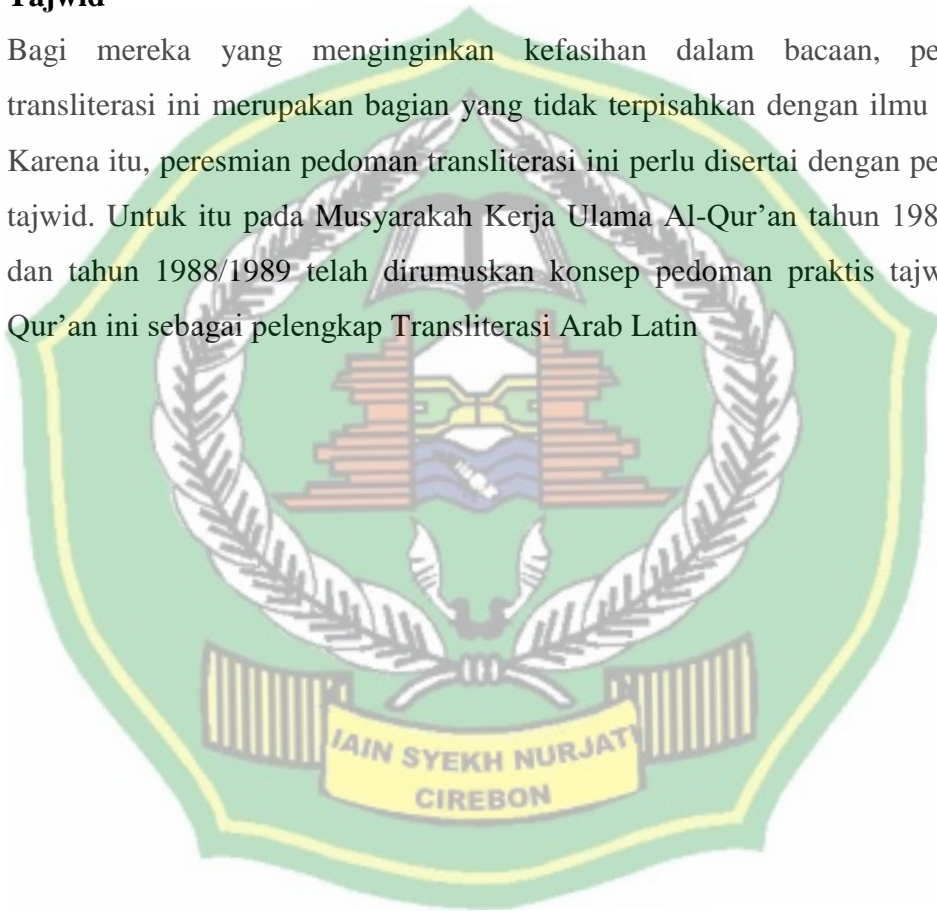 Tajwid
Bagi mereka yang menginginkan kefasihan dalam bacaan, pe
transliterasi ini merupakan bagian yang tidak terpisahkan dengan ilmu
Karena itu, peresmian pedoman transliterasi ini perlu disertai dengan pe
tajwid. Untuk itu pada Musyarakah Kerja Ulama Al-Qur’an tahun 198
dan tahun 1988/1989 telah dirumuskan konsep pedoman praktis tajw
Qur’an ini sebagai pelengkap Transliterasi Arab Latin
IAIN SYEKH NURJATI
CIREBON